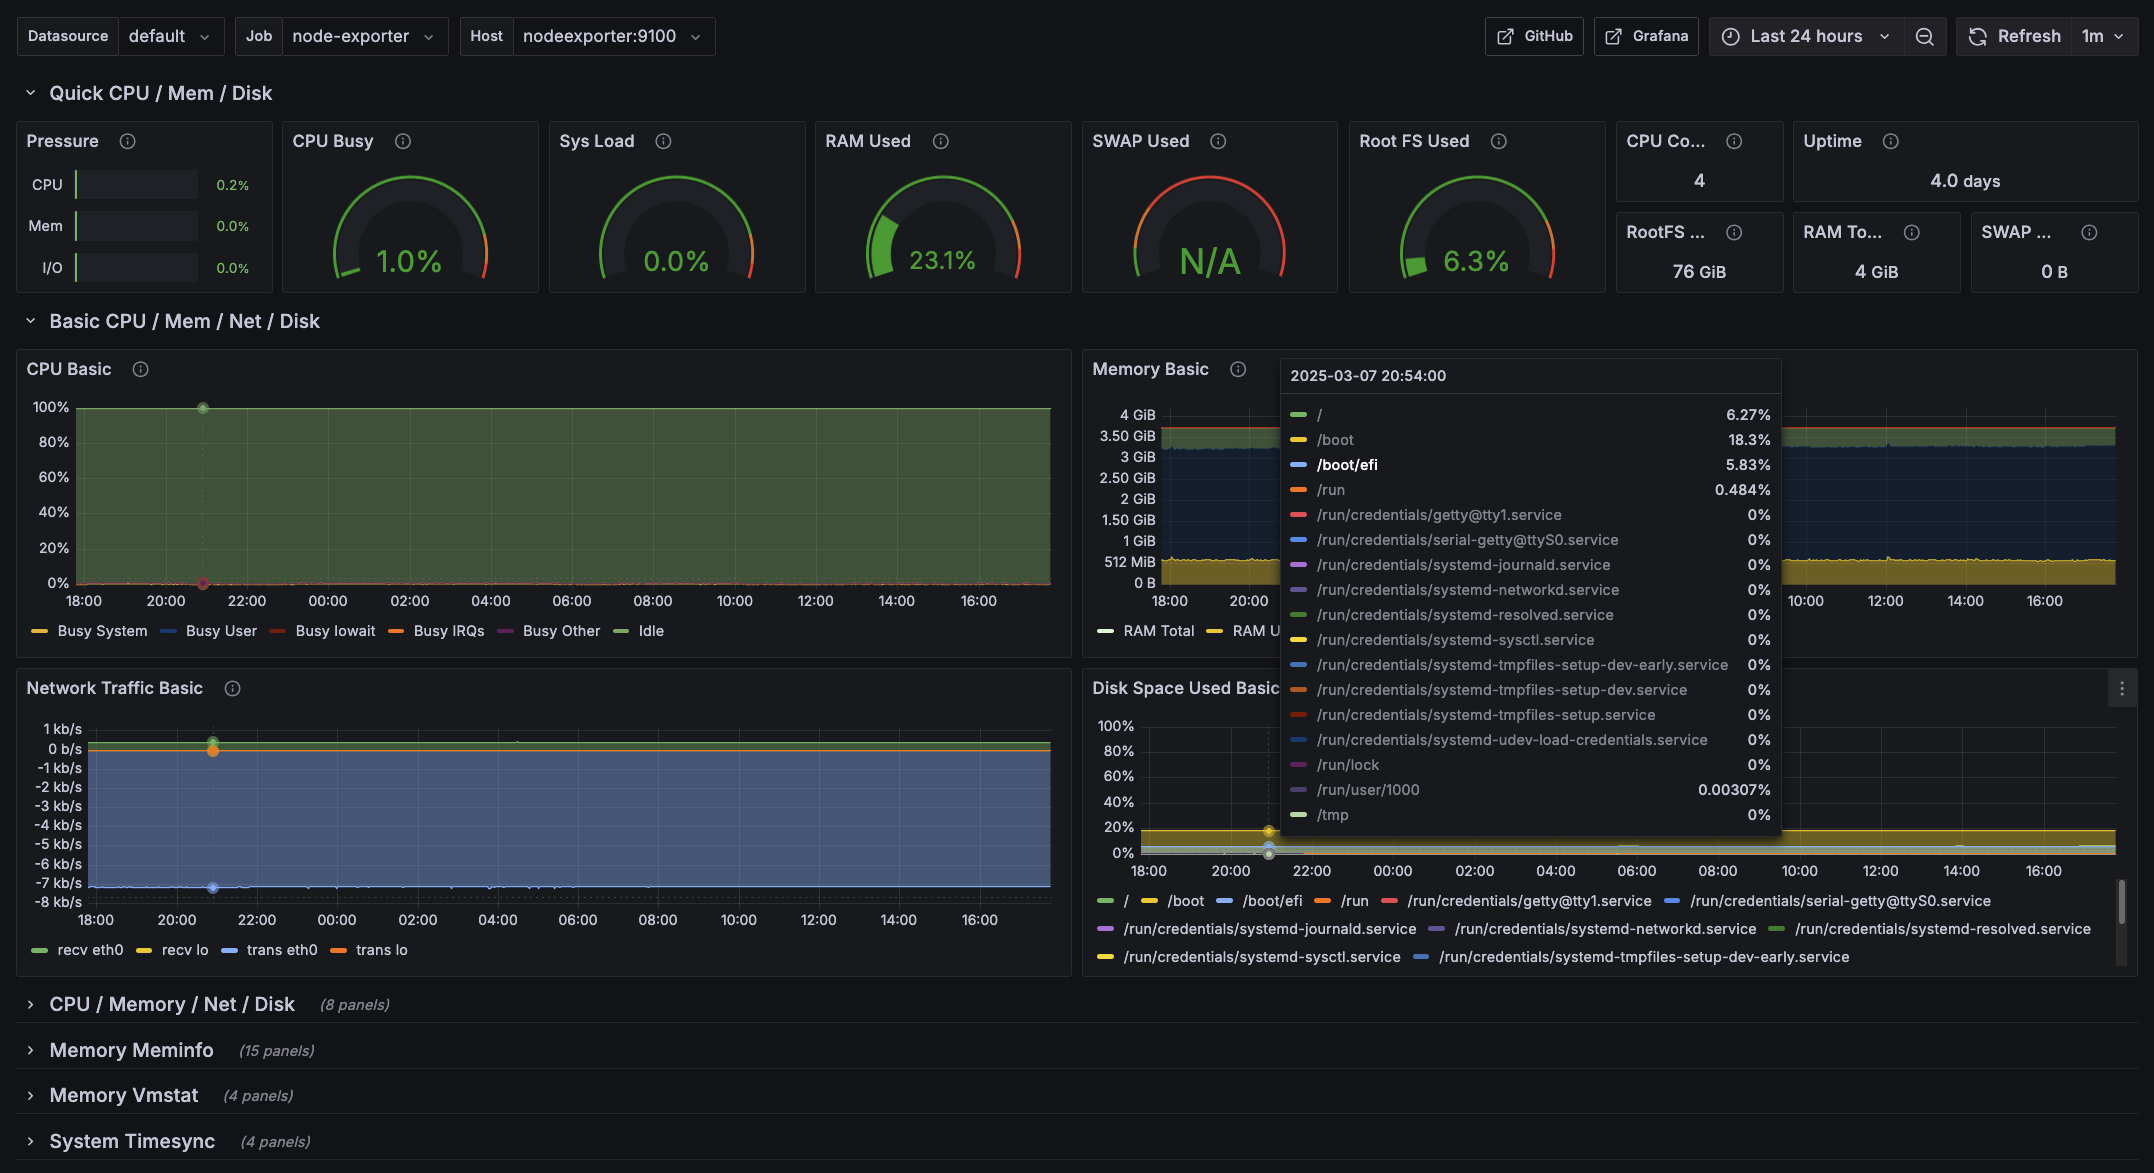 Datasource default Job node-exporter Host nodeexporter:9100 GitHub Grafana Last 24 hours Refresh 1m
Quick CPU / Mem / Disk
Pressure
CPU 0.2%
Mem 0.0%
I/O 0.0%
CPU Busy
1.0%
Sys Load
0.0%
RAM Used
23.1%
SWAP Used
N/A
Root FS Used
6.3%
CPU Co...
4
Uptime
4.0 days
RootFS ...
76 GiB
RAM To...
4 GiB
SWAP ...
0 B
Basic CPU / Mem / Net / Disk
CPU Basic
100%
80%
60%
40%
20%
0%
18:00 20:00 22:00 00:00 02:00 04:00 06:00 08:00 10:00 12:00 14:00 16:00
Busy System Busy User Busy Iowait Busy IRQs Busy Other Idle
Memory Basic
4 GiB
3.50 GiB
3 GiB
2.50 GiB
2 GiB
1.50 GiB
1 GiB
512 MiB
0 B
18:00 20:00 10:00 12:00 14:00 16:00
RAM Total RAM U
2025-03-07 20:54:00
/ 6.27%
/boot 18.3%
/boot/efi 5.83%
/run 0.484%
/run/credentials/getty@tty1.service 0%
/run/credentials/serial-getty@ttyS0.service 0%
/run/credentials/systemd-journald.service 0%
/run/credentials/systemd-networkd.service 0%
/run/credentials/systemd-resolved.service 0%
/run/credentials/systemd-sysctl.service 0%
/run/credentials/systemd-tmpfiles-setup-dev-early.service 0%
/run/credentials/systemd-tmpfiles-setup-dev.service 0%
/run/credentials/systemd-tmpfiles-setup.service 0%
/run/credentials/systemd-udev-load-credentials.service 0%
/run/lock 0%
/run/user/1000 0.00307%
/tmp 0%
Network Traffic Basic
1 kb/s
0 b/s
-1 kb/s
-2 kb/s
-3 kb/s
-4 kb/s
-5 kb/s
-6 kb/s
-7 kb/s
-8 kb/s
18:00 20:00 22:00 00:00 02:00 04:00 06:00 08:00 10:00 12:00 14:00 16:00
recv eth0 recv lo trans eth0 trans lo
Disk Space Used Basic
100%
80%
60%
40%
20%
0%
18:00 20:00 22:00 00:00 02:00 04:00 06:00 08:00 10:00 12:00 14:00 16:00
/ /boot /boot/efi /run /run/credentials/getty@tty1.service /run/credentials/serial-getty@ttyS0.service
/run/credentials/systemd-journald.service /run/credentials/systemd-networkd.service /run/credentials/systemd-resolved.service
/run/credentials/systemd-sysctl.service /run/credentials/systemd-tmpfiles-setup-dev-early.service
CPU / Memory / Net / Disk (8 panels)
Memory Meminfo (15 panels)
Memory Vmstat (4 panels)
System Timesync (4 panels)